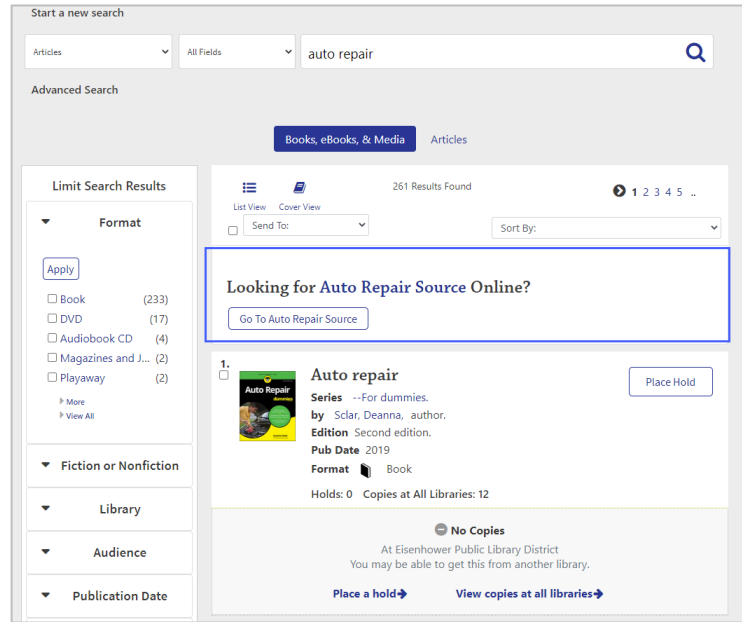 Start a new search
Articles
All Fields
auto repair
Advanced Search
Books, eBooks, & Media
Articles
Limit Search Results
Format
Apply
Book (233)
DVD (17)
Audiobook CD (4)
Magazines and J... (2)
Playaway (2)
More
View All
Fiction or Nonfiction
Library
Audience
Publication Date
List View
Cover View
261 Results Found
1 2 3 4 5 ..
Send To:
Sort By:
Looking for Auto Repair Source Online?
Go To Auto Repair Source
1.
Auto Repair
dummies
Auto repair
Series --For dummies.
by Sclar, Deanna, author.
Edition Second edition.
Pub Date 2019
Format Book
Holds: 0 Copies at All Libraries: 12
Place Hold
No Copies
At Eisenhower Public Library District
You may be able to get this from another library.
Place a hold
View copies at all libraries